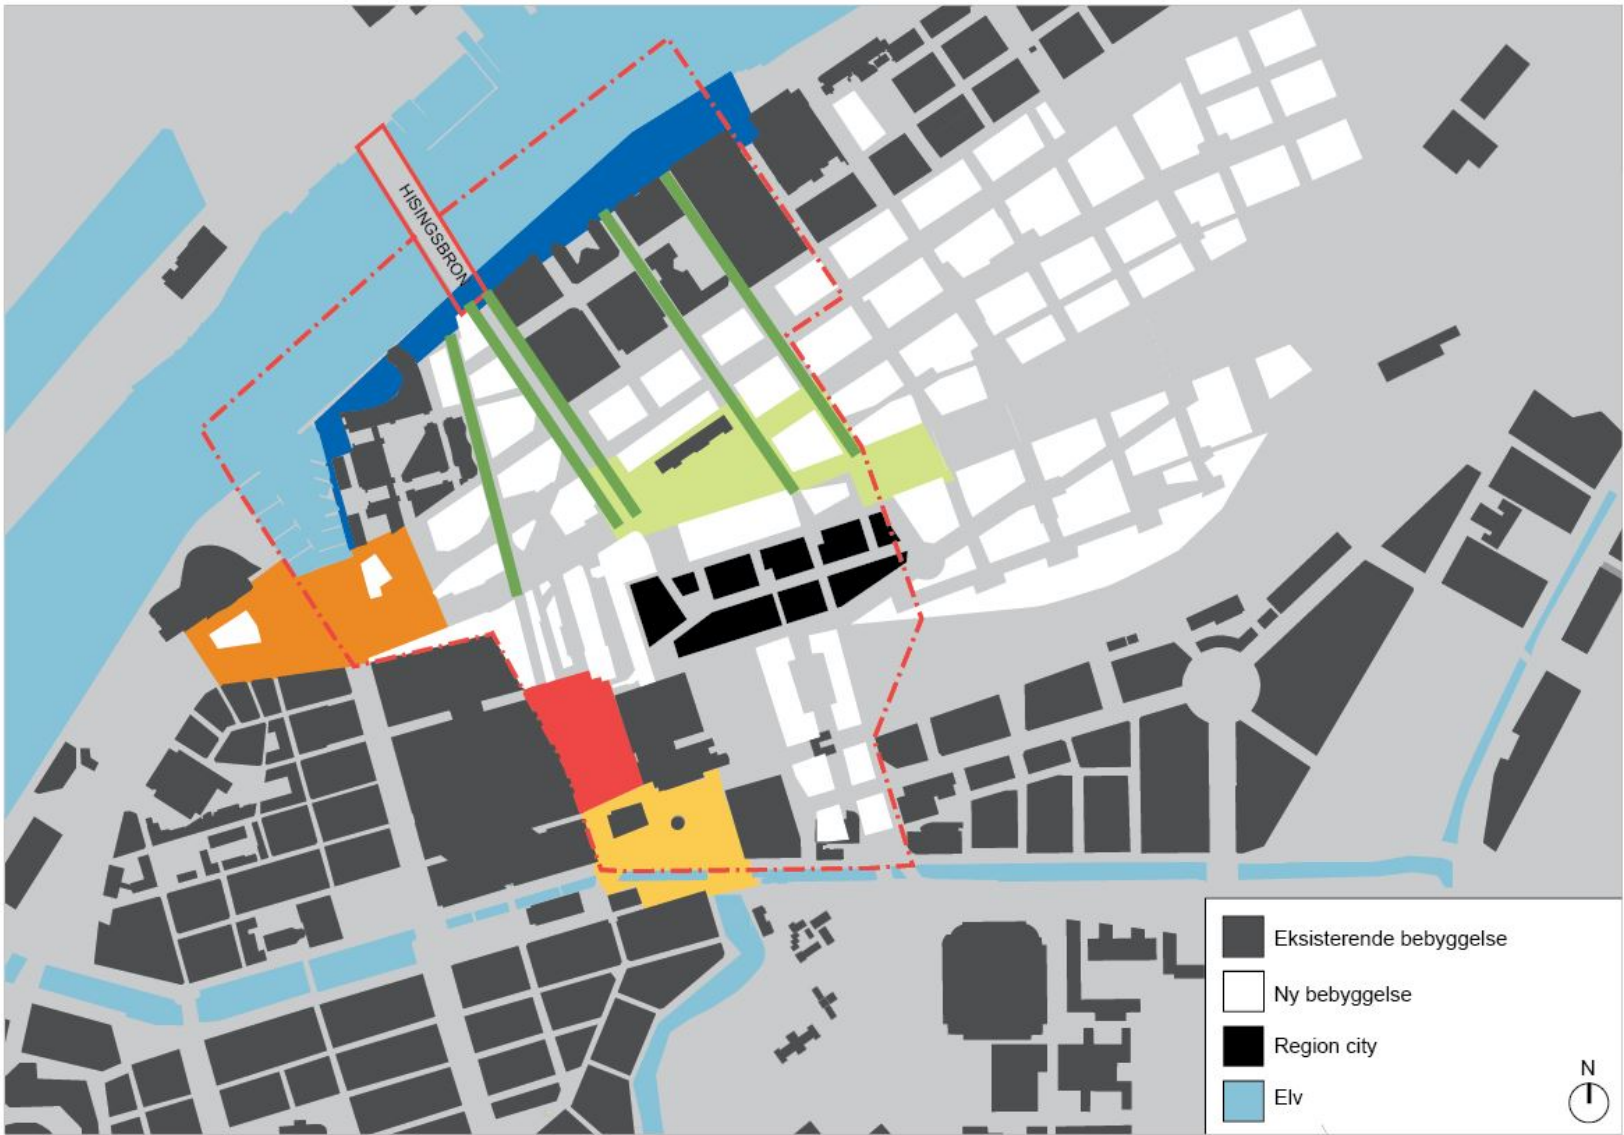 HISINGSBRON
Eksisterende bebyggelse
Ny bebyggelse
Region city
Elv
N